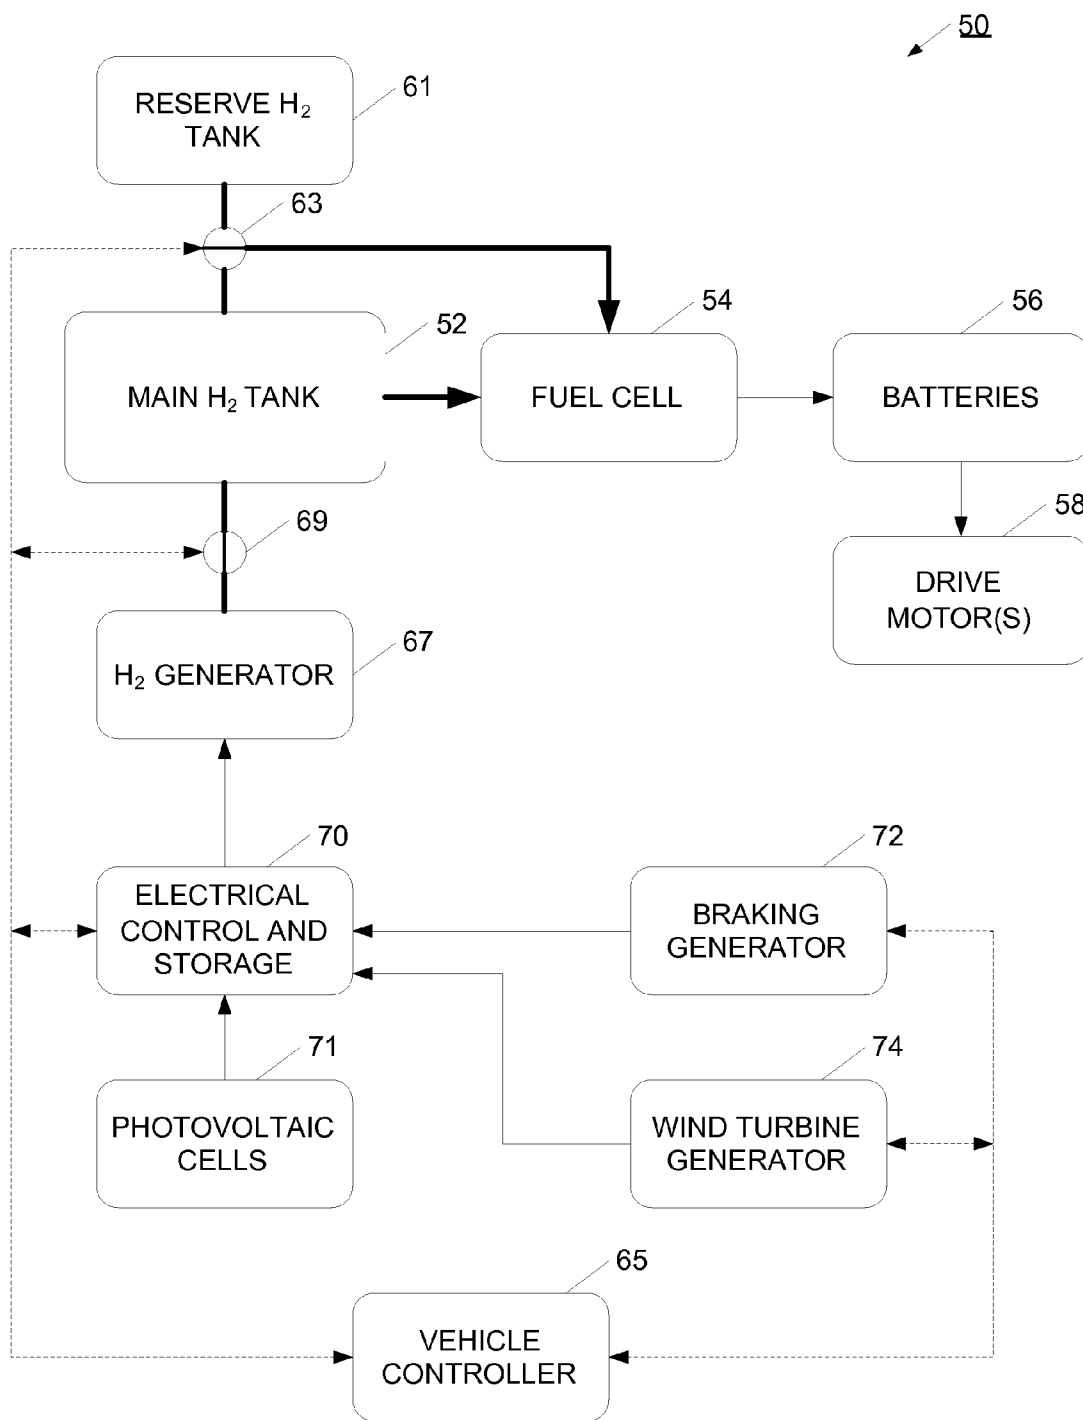 50
RESERVE H₂
TANK
61
63
MAIN H₂ TANK
52
FUEL CELL
54
BATTERIES
56
69
DRIVE
MOTOR(S)
58
H₂ GENERATOR
67
ELECTRICAL
CONTROL AND
STORAGE
70
BRAKING
GENERATOR
72
PHOTOVOLTAIC
CELLS
71
WIND TURBINE
GENERATOR
74
VEHICLE
CONTROLLER
65